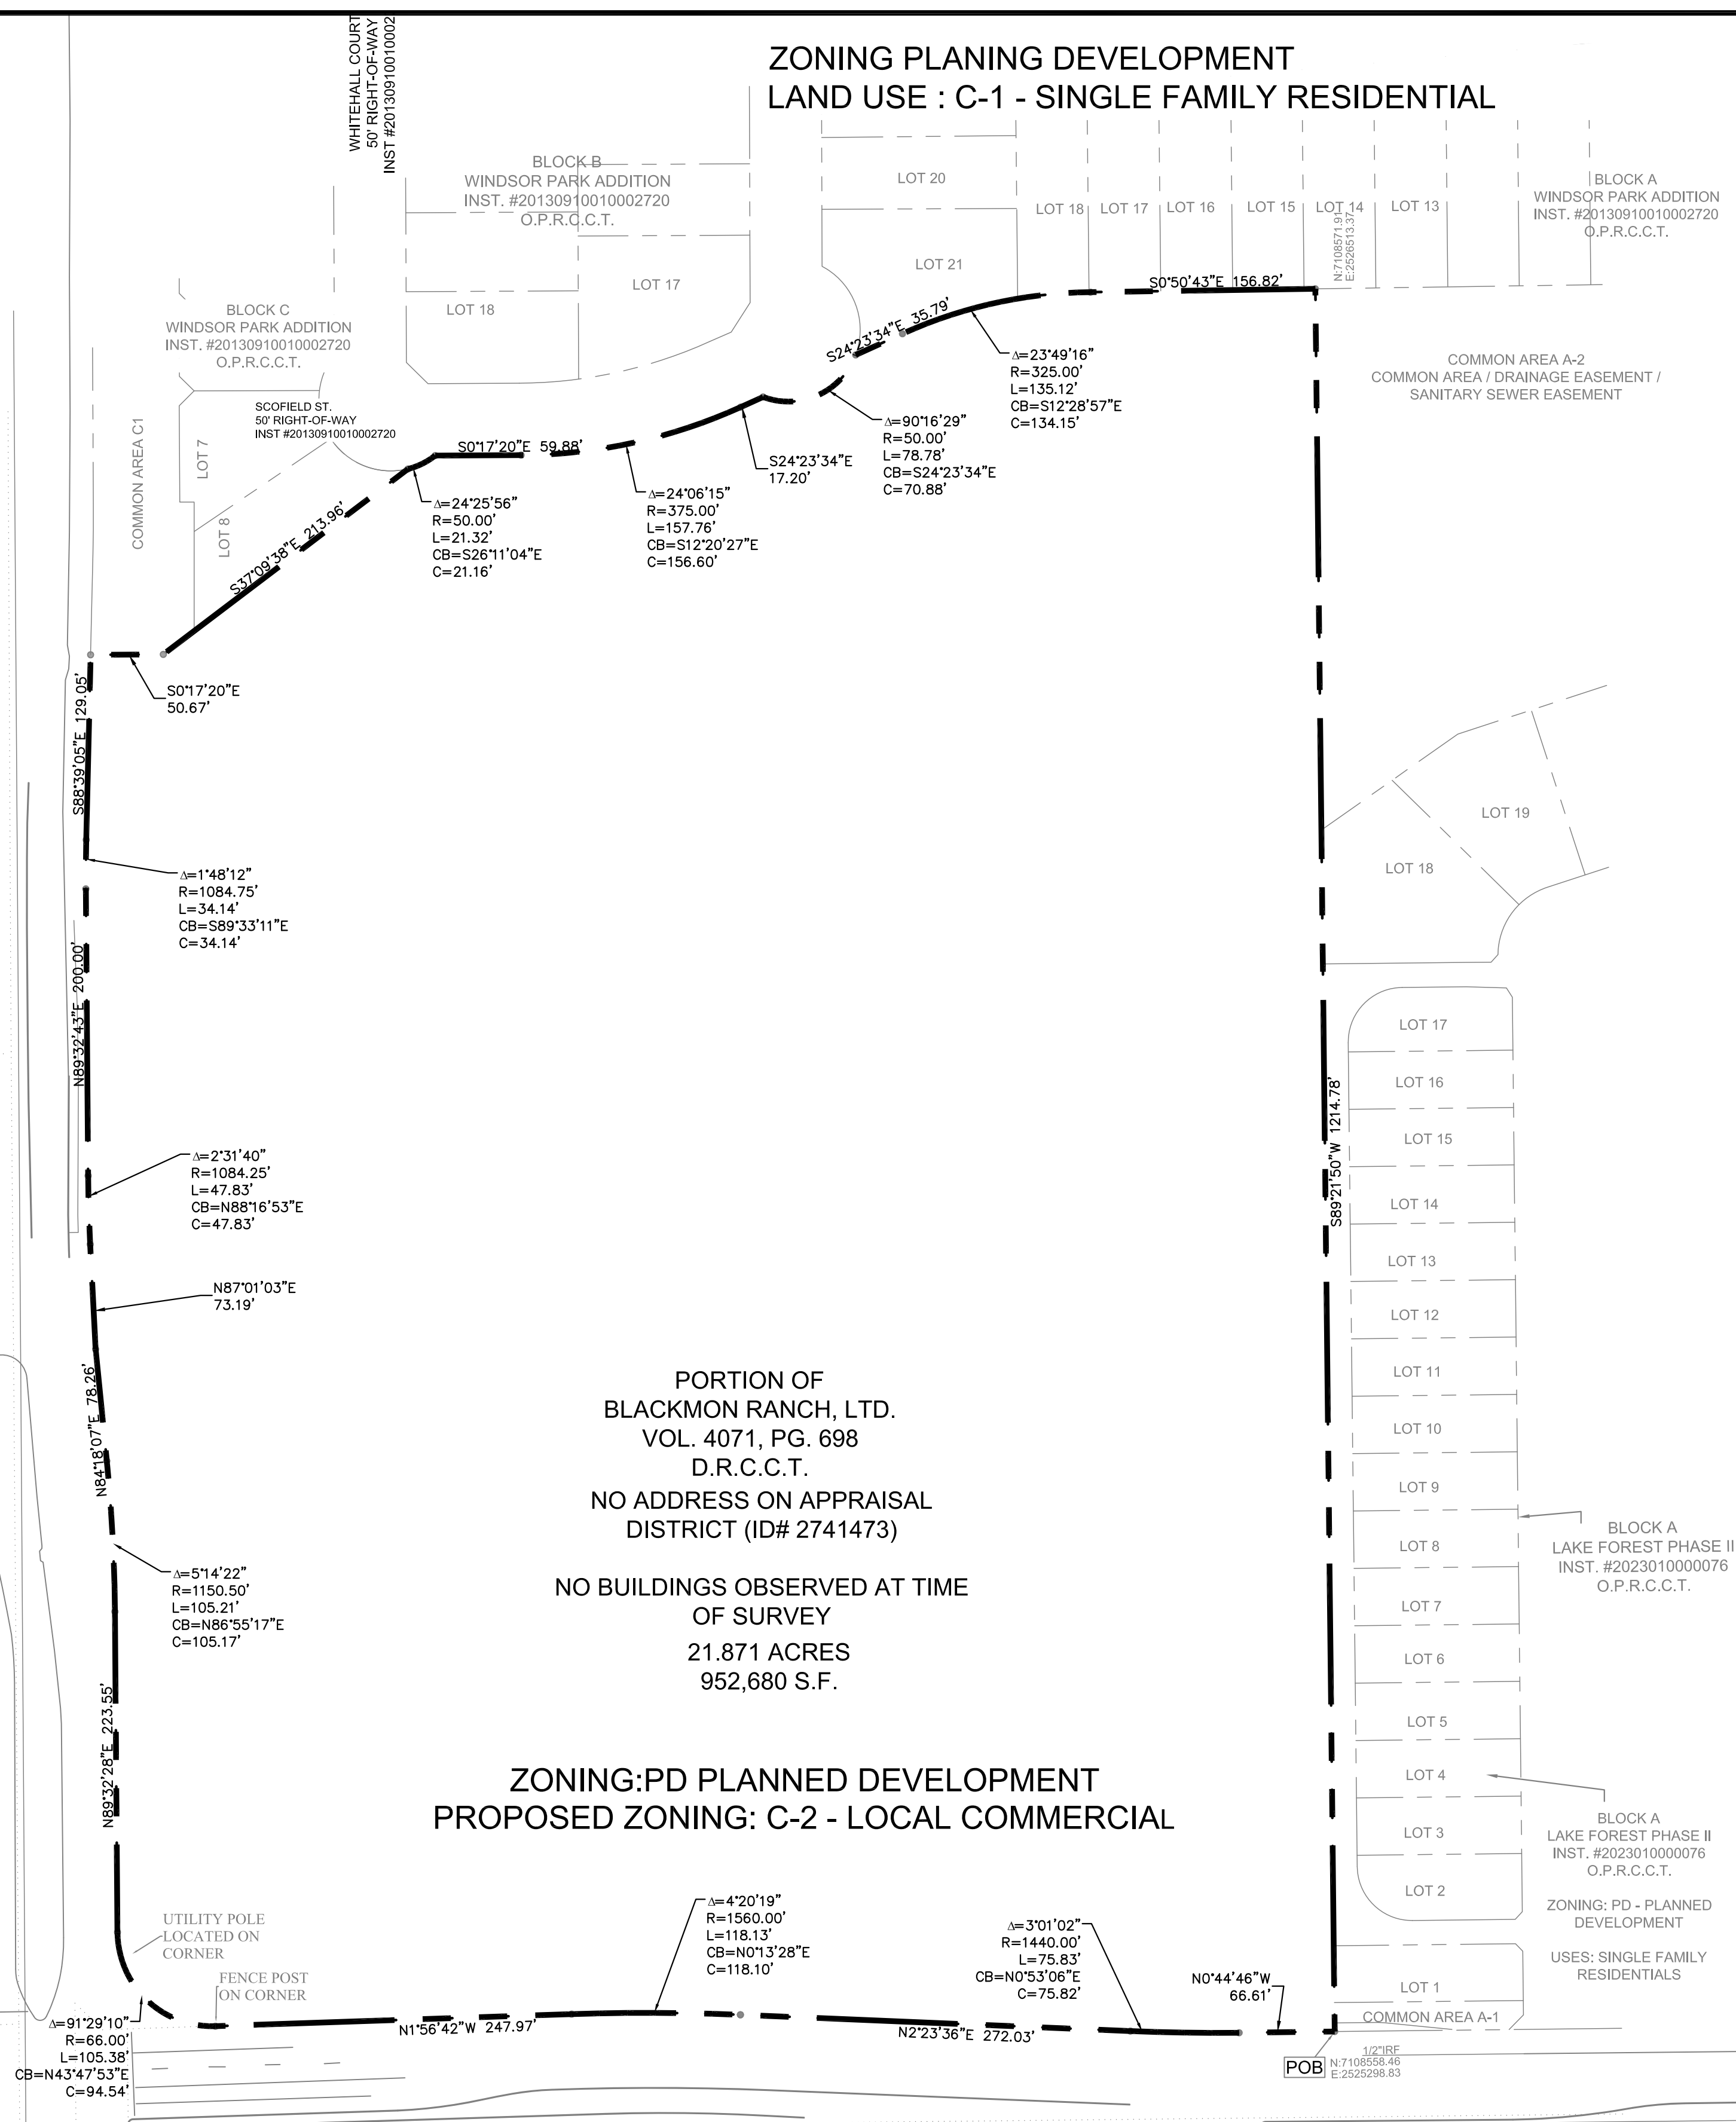 WHITEHALL COURT
50' RIGHT-OF-WAY
INST #20130910010002
ZONING PLANING DEVELOPMENT
LAND USE : C-1 - SINGLE FAMILY RESIDENTIAL
BLOCK B
WINDSOR PARK ADDITION
INST. #20130910010002720
O.P.R.C.C.T.
LOT 20
LOT 21
LOT 18
LOT 17
LOT 16
LOT 15
LOT 14
LOT 13
N:7108571.91
E:2526513.37
BLOCK A
WINDSOR PARK ADDITION
INST. #20130910010002720
O.P.R.C.C.T.
LOT 17
LOT 18
BLOCK C
WINDSOR PARK ADDITION
INST. #20130910010002720
O.P.R.C.C.T.
SCOFIELD ST.
50' RIGHT-OF-WAY
INST #20130910010002720
COMMON AREA C1
LOT 7
LOT 8
S0°50'43"E 156.82'
S24°23'34"E 35.79'
Δ=23°49'16"
R=325.00'
L=135.12'
CB=S12°28'57"E
C=134.15'
COMMON AREA A-2
COMMON AREA / DRAINAGE EASEMENT /
SANITARY SEWER EASEMENT
Δ=90°16'29"
R=50.00'
L=78.78'
CB=S24°23'34"E
C=70.88'
S24°23'34"E
17.20'
S0°17'20"E 59.88'
Δ=24°06'15"
R=375.00'
L=157.76'
CB=S12°20'27"E
C=156.60'
Δ=24°25'56"
R=50.00'
L=21.32'
CB=S26°11'04"E
C=21.16'
S37°09'38"E 213.96'
S0°17'20"E
50.67'
S88°39'05"E 129.05'
Δ=1°48'12"
R=1084.75'
L=34.14'
CB=S89°33'11"E
C=34.14'
N89°32'43"E 200.00'
Δ=2°31'40"
R=1084.25'
L=47.83'
CB=N88°16'53"E
C=47.83'
N87°01'03"E
73.19'
N84°18'07"E 78.26'
Δ=5°14'22"
R=1150.50'
L=105.21'
CB=N86°55'17"E
C=105.17'
N89°32'28"E 223.55'
LOT 19
LOT 18
S89°21'50"W 1214.78'
LOT 17
LOT 16
LOT 15
LOT 14
LOT 13
LOT 12
LOT 11
LOT 10
LOT 9
LOT 8
LOT 7
LOT 6
LOT 5
LOT 4
LOT 3
LOT 2
LOT 1
COMMON AREA A-1
BLOCK A
LAKE FOREST PHASE II
INST. #2023010000076
O.P.R.C.C.T.
BLOCK A
LAKE FOREST PHASE II
INST. #2023010000076
O.P.R.C.C.T.
ZONING: PD - PLANNED
DEVELOPMENT
USES: SINGLE FAMILY
RESIDENTIALS
PORTION OF
BLACKMON RANCH, LTD.
VOL. 4071, PG. 698
D.R.C.C.T.
NO ADDRESS ON APPRAISAL
DISTRICT (ID# 2741473)
NO BUILDINGS OBSERVED AT TIME
OF SURVEY
21.871 ACRES
952,680 S.F.
ZONING:PD PLANNED DEVELOPMENT
PROPOSED ZONING: C-2 - LOCAL COMMERCIAL
UTILITY POLE
LOCATED ON
CORNER
FENCE POST
ON CORNER
Δ=91°29'10"
R=66.00'
L=105.38'
CB=N43°47'53"E
C=94.54'
N1°56'42"W 247.97'
Δ=4°20'19"
R=1560.00'
L=118.13'
CB=N0°13'28"E
C=118.10'
N2°23'36"E 272.03'
Δ=3°01'02"
R=1440.00'
L=75.83'
CB=N0°53'06"E
C=75.82'
N0°44'46"W
66.61'
POB
1/2"IRF
N:7108558.46
E:2525298.83